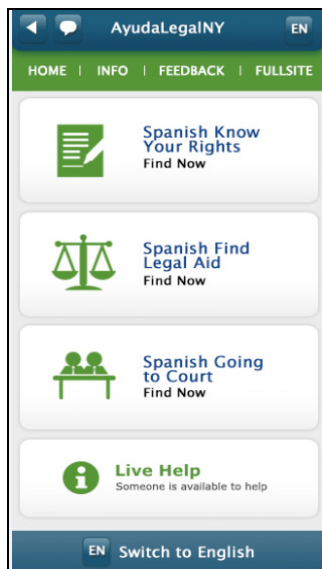 AyudaLegalNY EN
HOME | INFO | FEEDBACK | FULLSITE
Spanish Know
Your Rights
Find Now
Spanish Find
Legal Aid
Find Now
Spanish Going
to Court
Find Now
Live Help
Someone is available to help
EN Switch to English